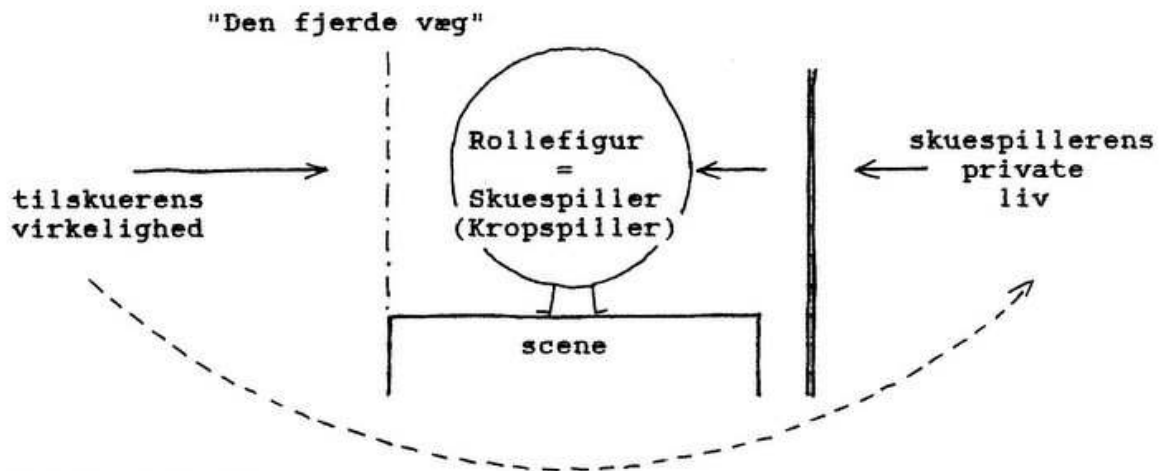 "Den fjerde væg"
tilskuerens
virkelighed
Rollefigur
=
Skuespiller
(Kropspiller)
skuespillerens
private
liv
scene